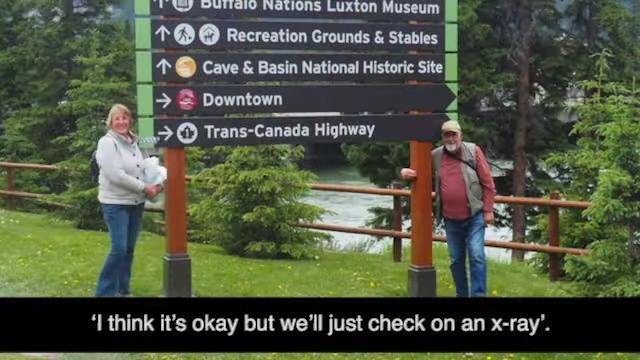 Buffalo Nations Luxton Museum
Recreation Grounds & Stables
Cave & Basin National Historic Site
Downtown
Trans-Canada Highway
‘I think it’s okay but we’ll just check on an x-ray’.